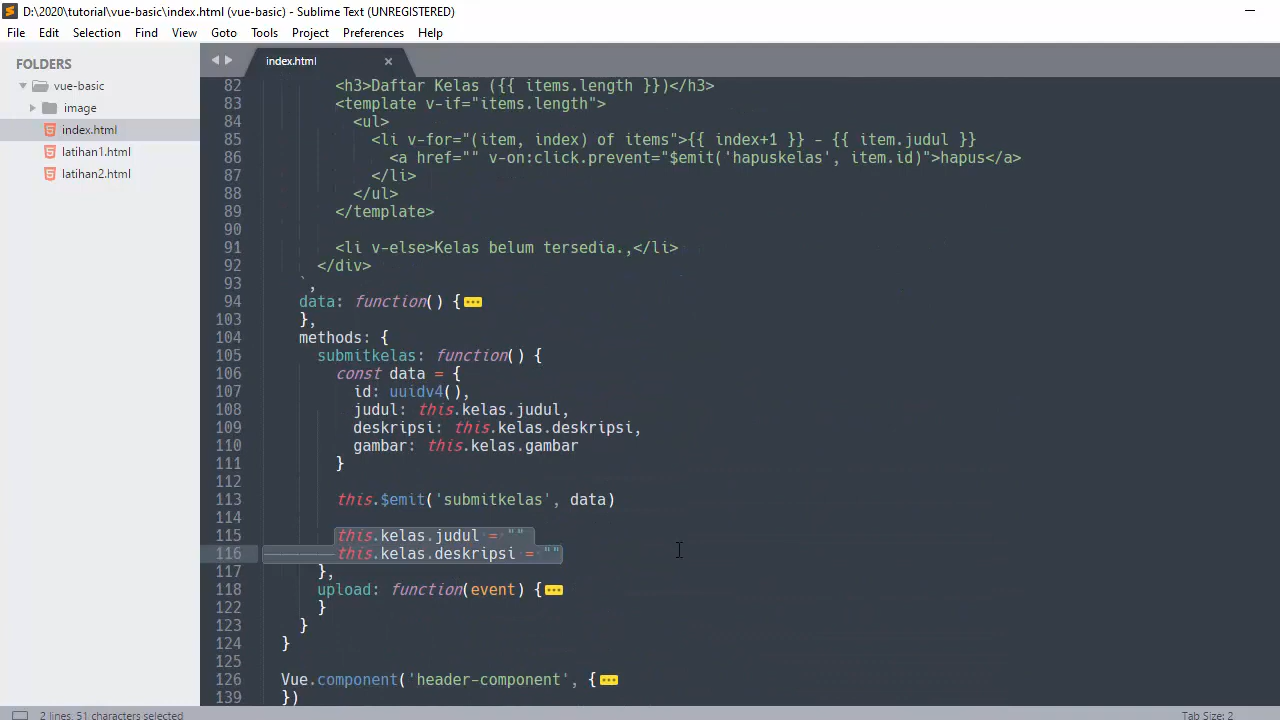 D:\2020\tutorial\vue-basic\index.html (vue-basic) - Sublime Text (UNREGISTERED)
File Edit Selection Find View Goto Tools Project Preferences Help
FOLDERS
vue-basic
image
index.html
latihan1.html
latihan2.html
index.html
82 <h3>Daftar Kelas ({{ items.length }})</h3>
83 <template v-if="items.length">
84 <ul>
85 <li v-for="(item, index) of items">{{ index+1 }} - {{ item.judul }}
86 <a href="" v-on:click.prevent="$emit('hapuskelas', item.id)">hapus</a>
87 </li>
88 </ul>
89 </template>
90
91 <li v-else>Kelas belum tersedia.,</li>
92 </div>
93 `,
94 data: function() {
103 },
104 methods: {
105 submitkelas: function() {
106 const data = {
107 id: uuidv4(),
108 judul: this.kelas.judul,
109 deskripsi: this.kelas.deskripsi,
110 gambar: this.kelas.gambar
111 }
112
113 this.$emit('submitkelas', data)
114
115 this.kelas.judul = ""
116 this.kelas.deskripsi = ""
117 },
118 upload: function(event) {
122 }
123 }
124 }
125
126 Vue.component('header-component', {
139 })
2 lines, 51 characters selected
Tab Size: 2